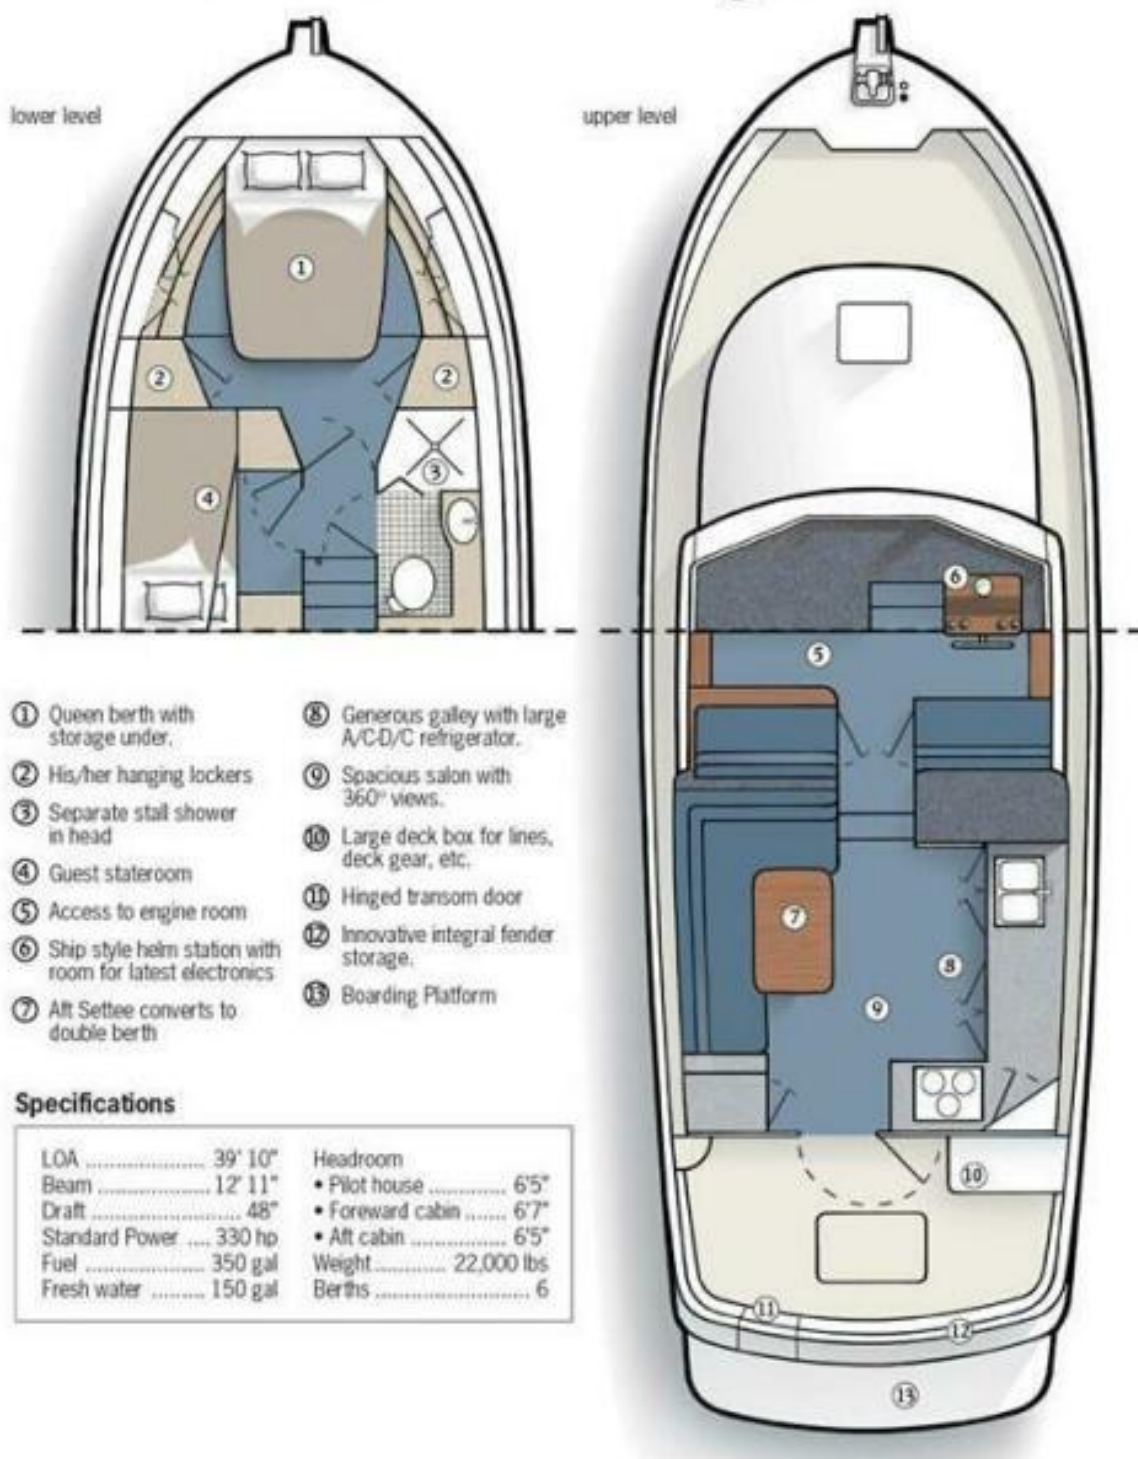 lower level
upper level
1
2
2
3
4
6
5
7
8
9
10
11
12
13
① Queen berth with
storage under.
② His/her hanging lockers
③ Separate stall shower
in head
④ Guest stateroom
⑤ Access to engine room
⑥ Ship style helm station with
room for latest electronics
⑦ Aft Settee converts to
double berth
⑧ Generous galley with large
A/C-D/C refrigerator.
⑨ Spacious salon with
360° views.
⑩ Large deck box for lines,
deck gear, etc.
⑪ Hinged transom door
⑫ Innovative integral fender
storage.
⑬ Boarding Platform
Specifications
LOA ..................... 39' 10"
Beam .................... 12' 11"
Draft ........................... 48"
Standard Power .... 330 hp
Fuel ..................... 350 gal
Fresh water ......... 150 gal
Headroom
• Pilot house ............. 6'5"
• Foreward cabin ....... 6'7"
• Aft cabin ................ 6'5"
Weight ............ 22,000 lbs
Berths ............................ 6